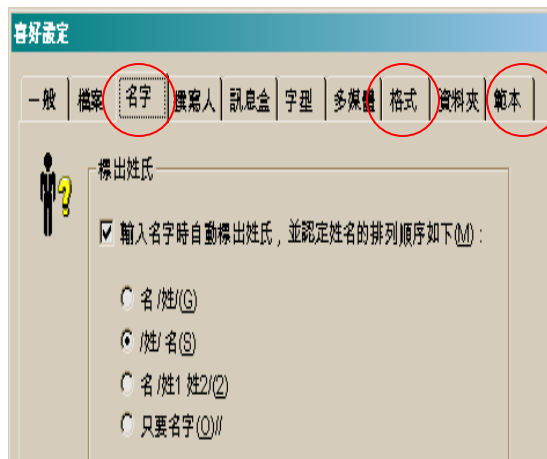 喜好設定
一般 檔案 名字 撰寫人 訊息盒 字型 多媒體 格式 資料夾 範本
標出姓氏
輸入名字時自動標出姓氏，並認定姓名的排列順序如下(M)：
名 /姓/(G)
/姓/ 名(S)
名 /姓1 姓2/(2)
只要名字(O)//